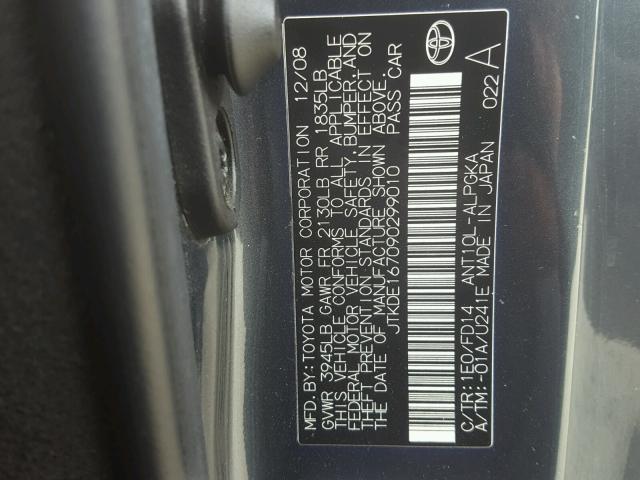 MFD. BY: TOYOTA MOTOR CORPORATION 12/08
GVWR 3945LB GAWR FR 2130LB RR 1835LB
THIS VEHICLE CONFORMS TO ALL APPLICABLE
FEDERAL MOTOR VEHICLE SAFETY, BUMPER, AND
THEFT PREVENTION STANDARDS IN EFFECT ON
THE DATE OF MANUFACTURE SHOWN ABOVE.
JTKDE167090299010 PASS CAR
C/TR: 1E0/FD14 ANT10L-ALPGKA
A/TM: -01A/U241E MADE IN JAPAN
022 A